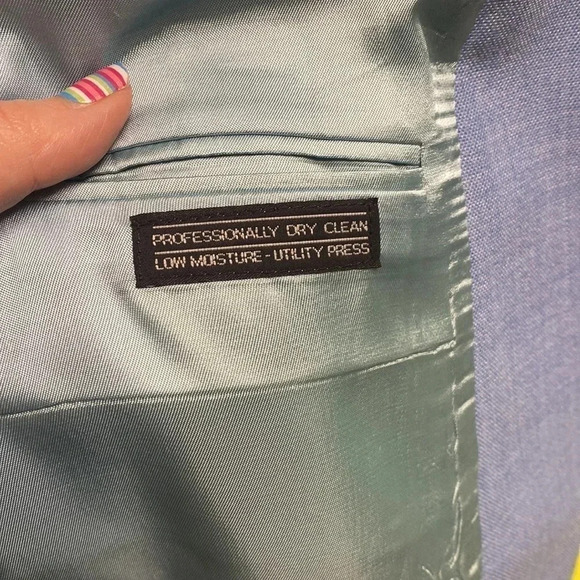 PROFESSIONALLY DRY CLEAN
LOW MOISTURE - UTILITY PRESS